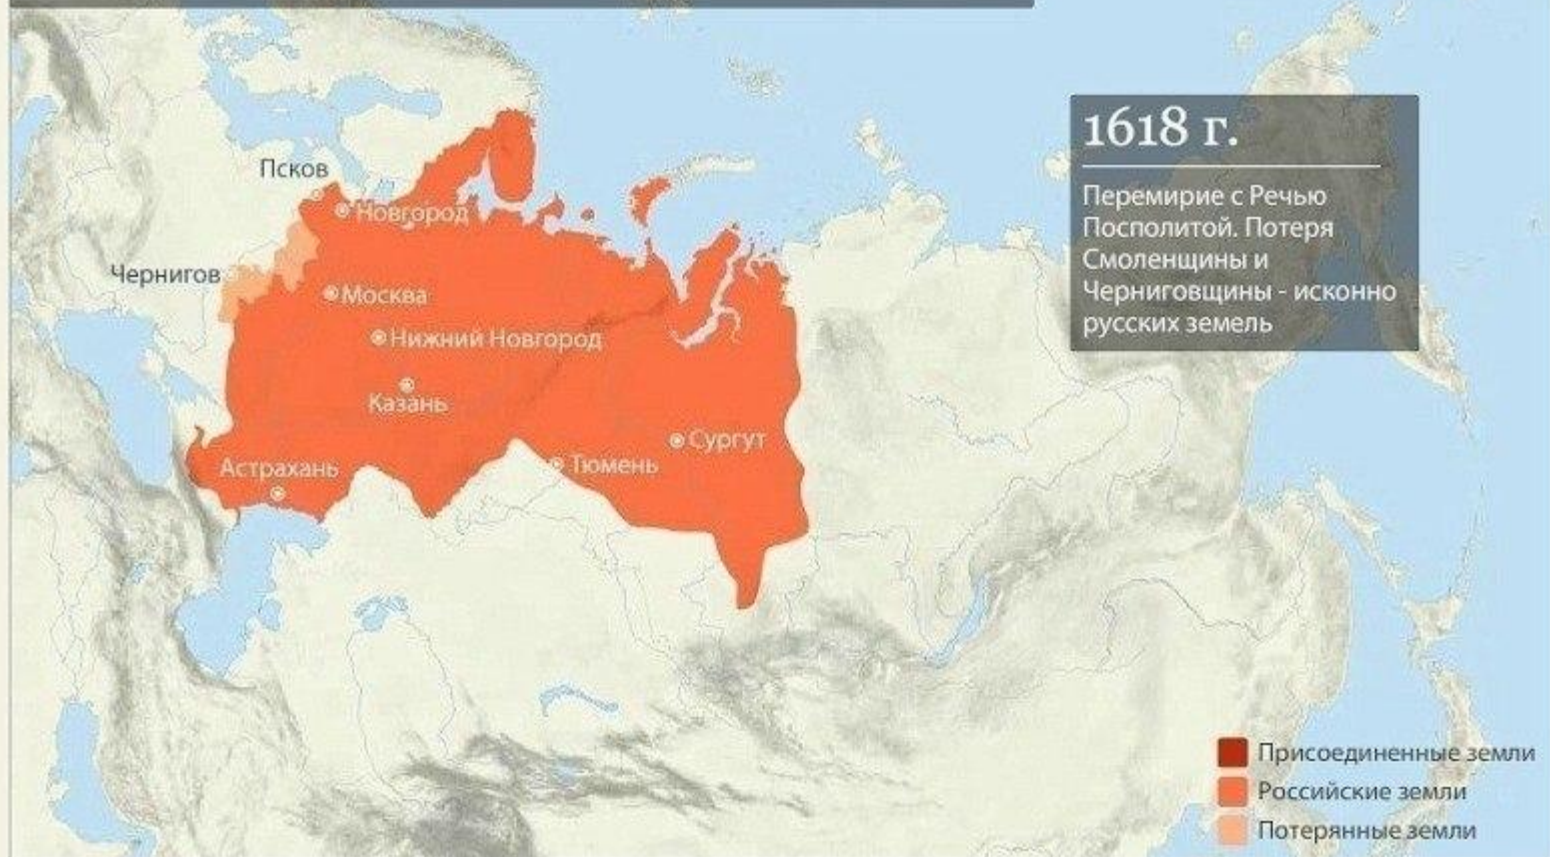 1618 г.
Перемирие с Речью
Посполитой. Потеря
Смоленщины и
Черниговщины - исконно
русских земель
Псков
Новгород
Чернигов
Москва
Нижний Новгород
Казань
Сургут
Астрахань
Тюмень
Присоединенные земли
Российские земли
Потерянные земли